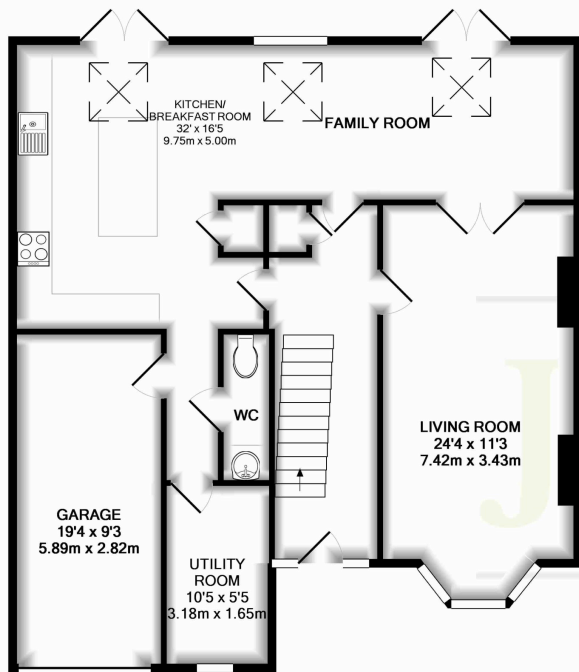 KITCHEN/
BREAKFAST ROOM
32' x 16'5
9.75m x 5.00m
FAMILY ROOM
WC
LIVING ROOM
24'4 x 11'3
7.42m x 3.43m
GARAGE
19'4 x 9'3
5.89m x 2.82m
UTILITY
ROOM
10'5 x 5'5
3.18m x 1.65m
J